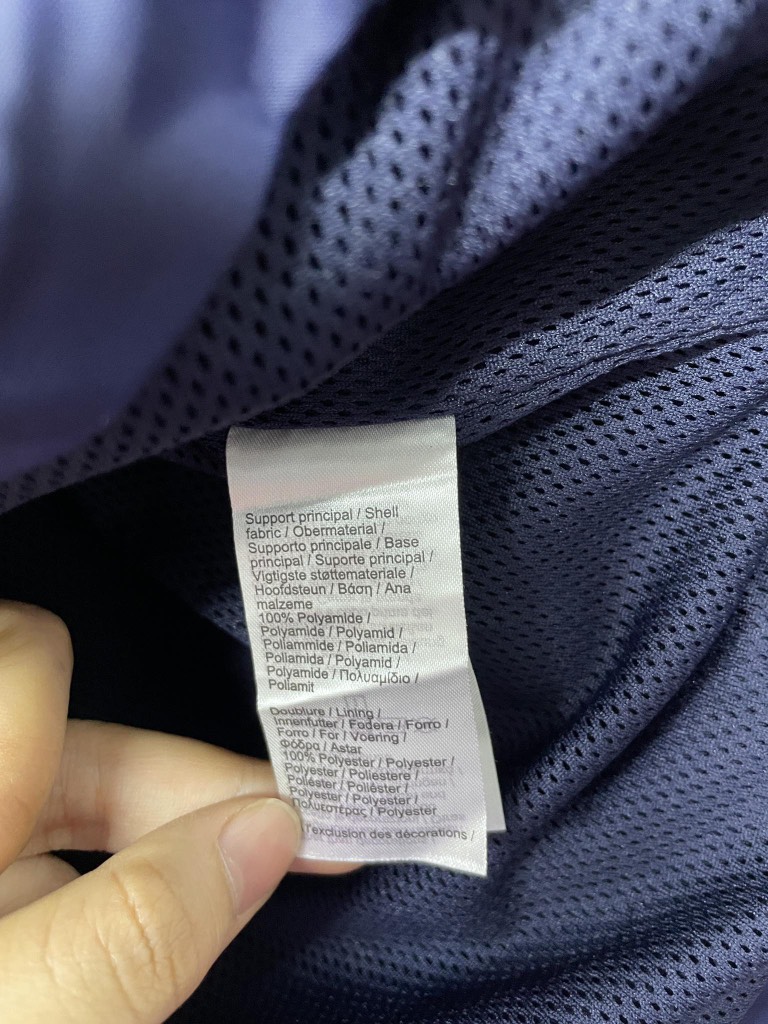 Support principal / Shell
fabric / Obermaterial /
Supporto principale / Base
principal / Suporte principal /
Vigtigste støttemateriale /
Hoofdsteun / Βάση / Ana
malzeme
100% Polyamide /
Polyamide / Polyamid /
Poliammide / Poliamida /
Poliamida / Polyamid /
Polyamide / Πολυαμίδιο /
Poliamit
Doublure / Lining /
Innenfutter / Fodera / Forro /
Forro / For / Voering /
Φόδρα / Astar
100% Polyester / Polyester /
Polyester / Poliestere /
Poliéster / Poliéster /
Polyester / Polyester /
Πολυεστέρας / Polyester
l'exclusion des décorations /